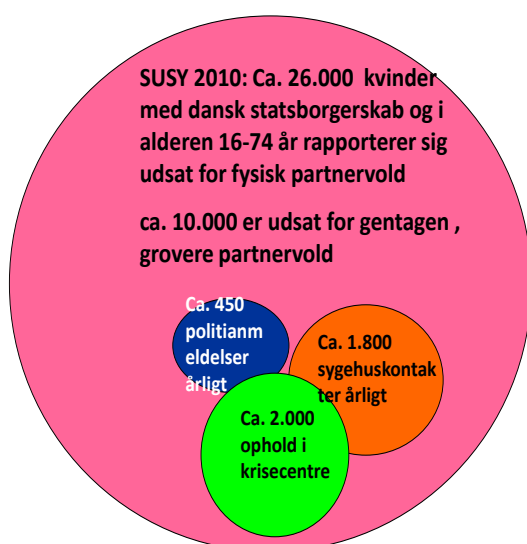 SUSY 2010: Ca. 26.000 kvinder
med dansk statsborgerskab og i
alderen 16-74 år rapporterer sig
udsat for fysisk partnervold
ca. 10.000 er udsat for gentagen ,
grovere partnervold
Ca. 450
politianm
eldelser
årligt
Ca. 1.800
sygehuskontak
ter årligt
Ca. 2.000
ophold i
krisecentre